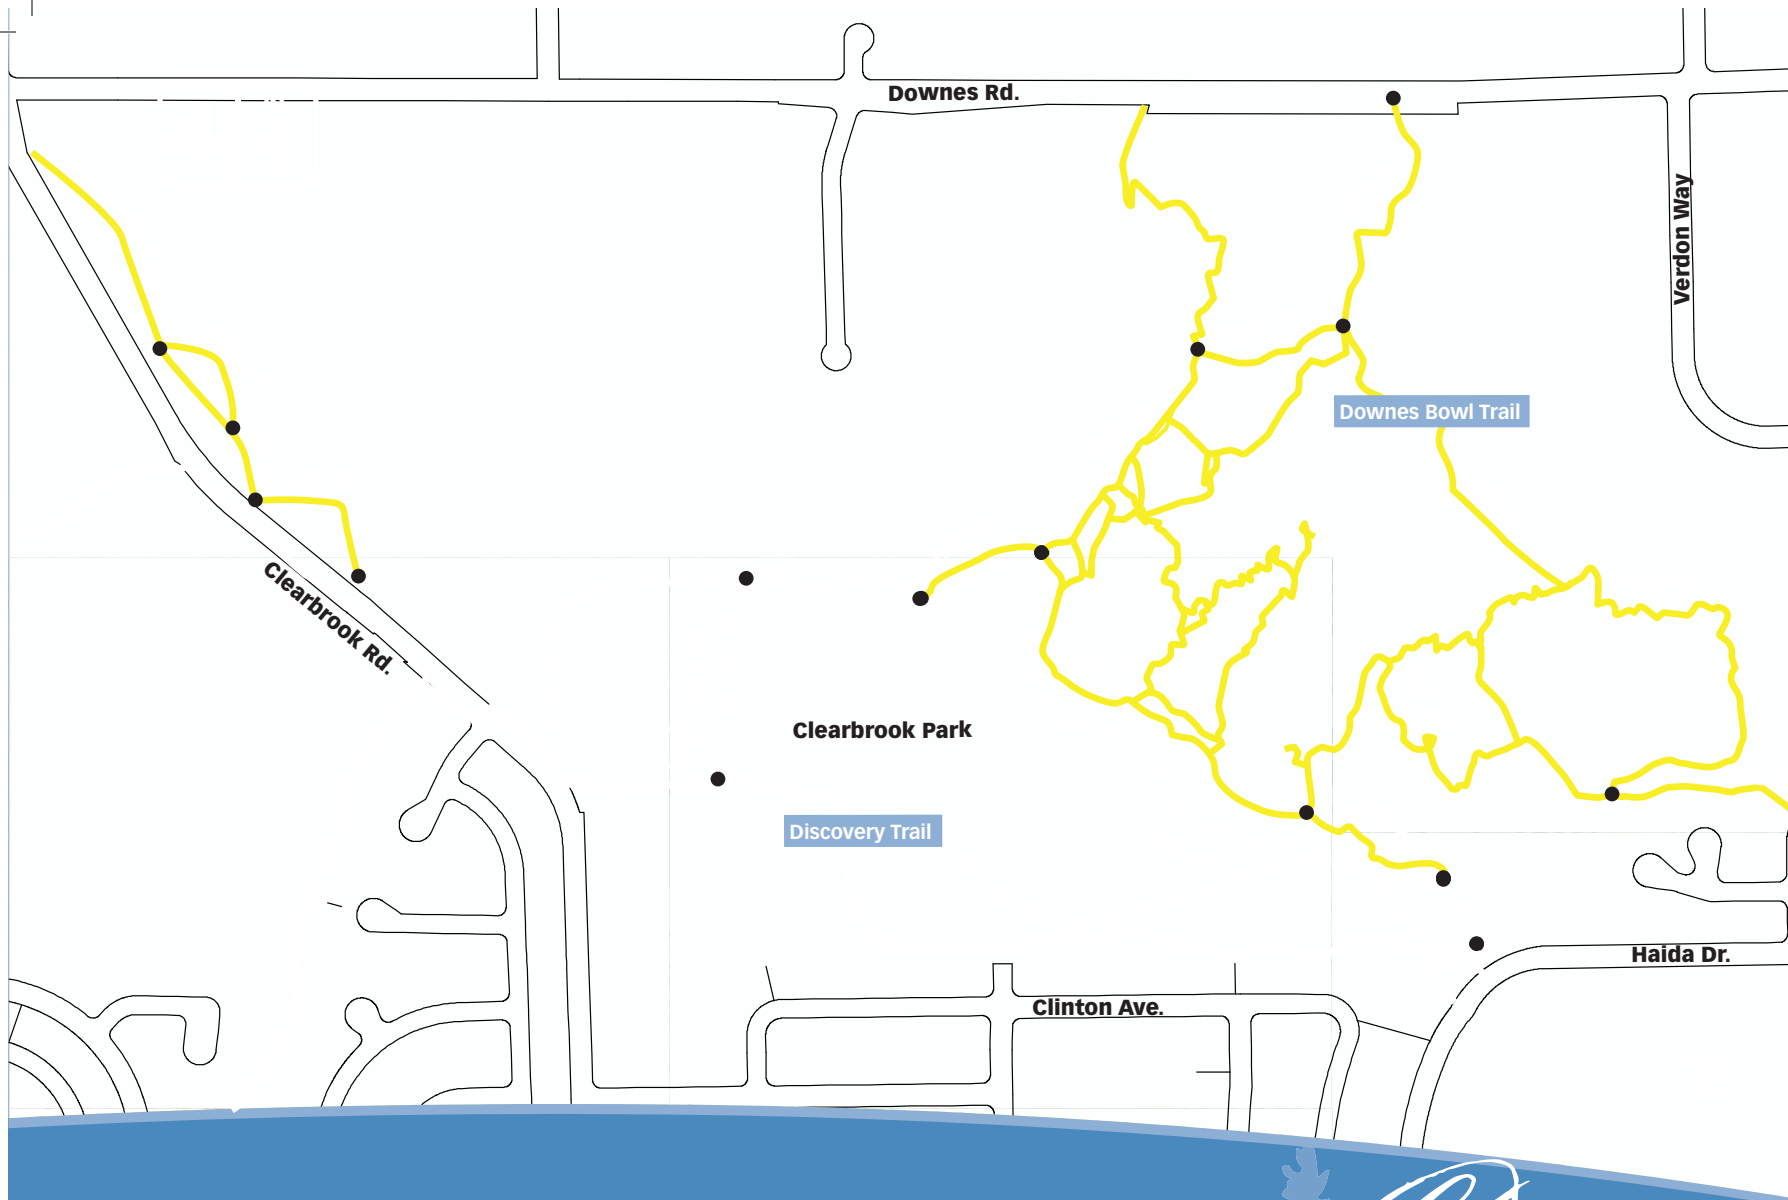 Downes Rd.
Verdon Way
Downes Bowl Trail
Clearbrook Rd.
Clearbrook Park
Discovery Trail
Haida Dr.
Clinton Ave.